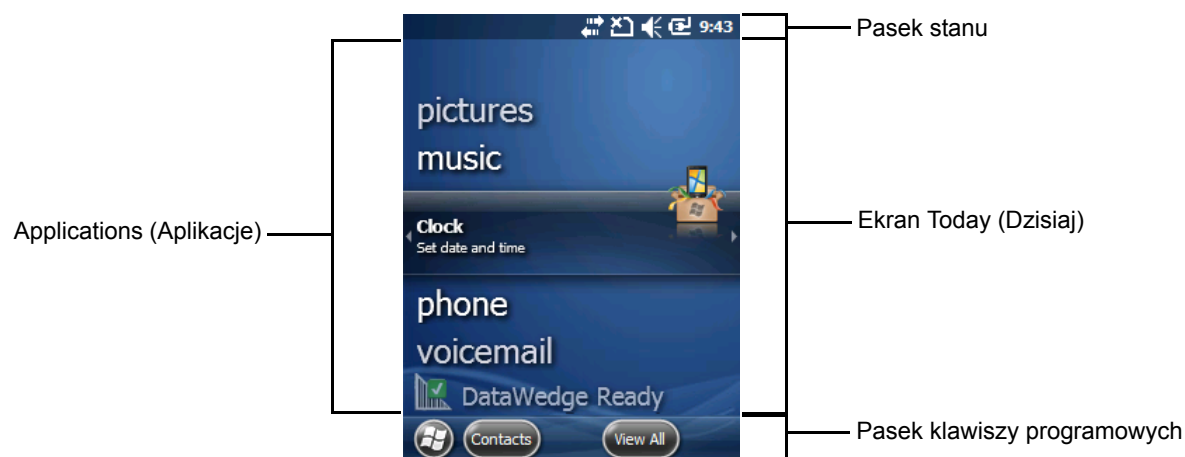 9:43
Pasek stanu
pictures
music
Applications (Aplikacje)
Clock
Set date and time
Ekran Today (Dzisiaj)
phone
voicemail
DataWedge Ready
Contacts
View All
Pasek klawiszy programowych